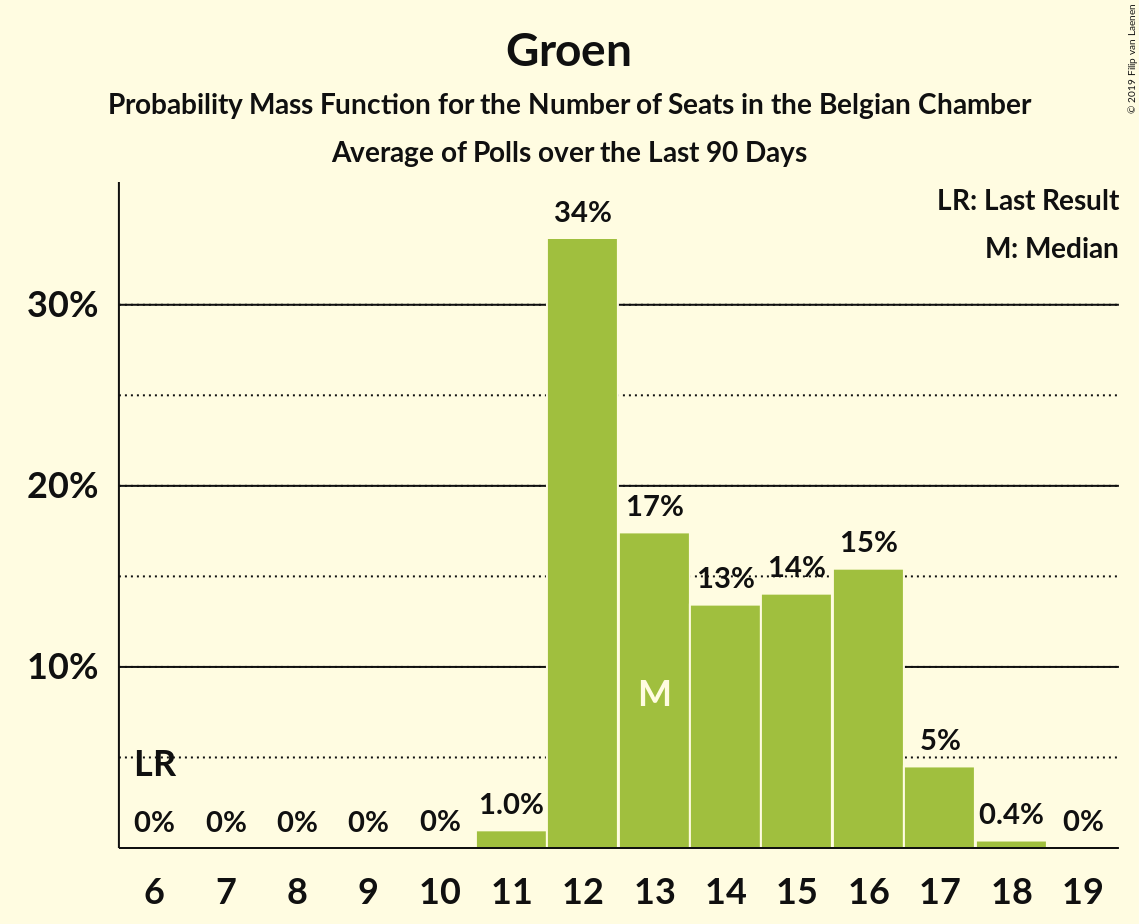 Groen
Probability Mass Function for the Number of Seats in the Belgian Chamber
Average of Polls over the Last 90 Days
© 2019 Filip van Laenen
LR: Last Result
M: Median
30%
20%
10%
34%
17%
13%
14%
15%
5%
1.0%
0.4%
0%
0%
0%
0%
0%
0%
LR
M
6 7 8 9 10 11 12 13 14 15 16 17 18 19